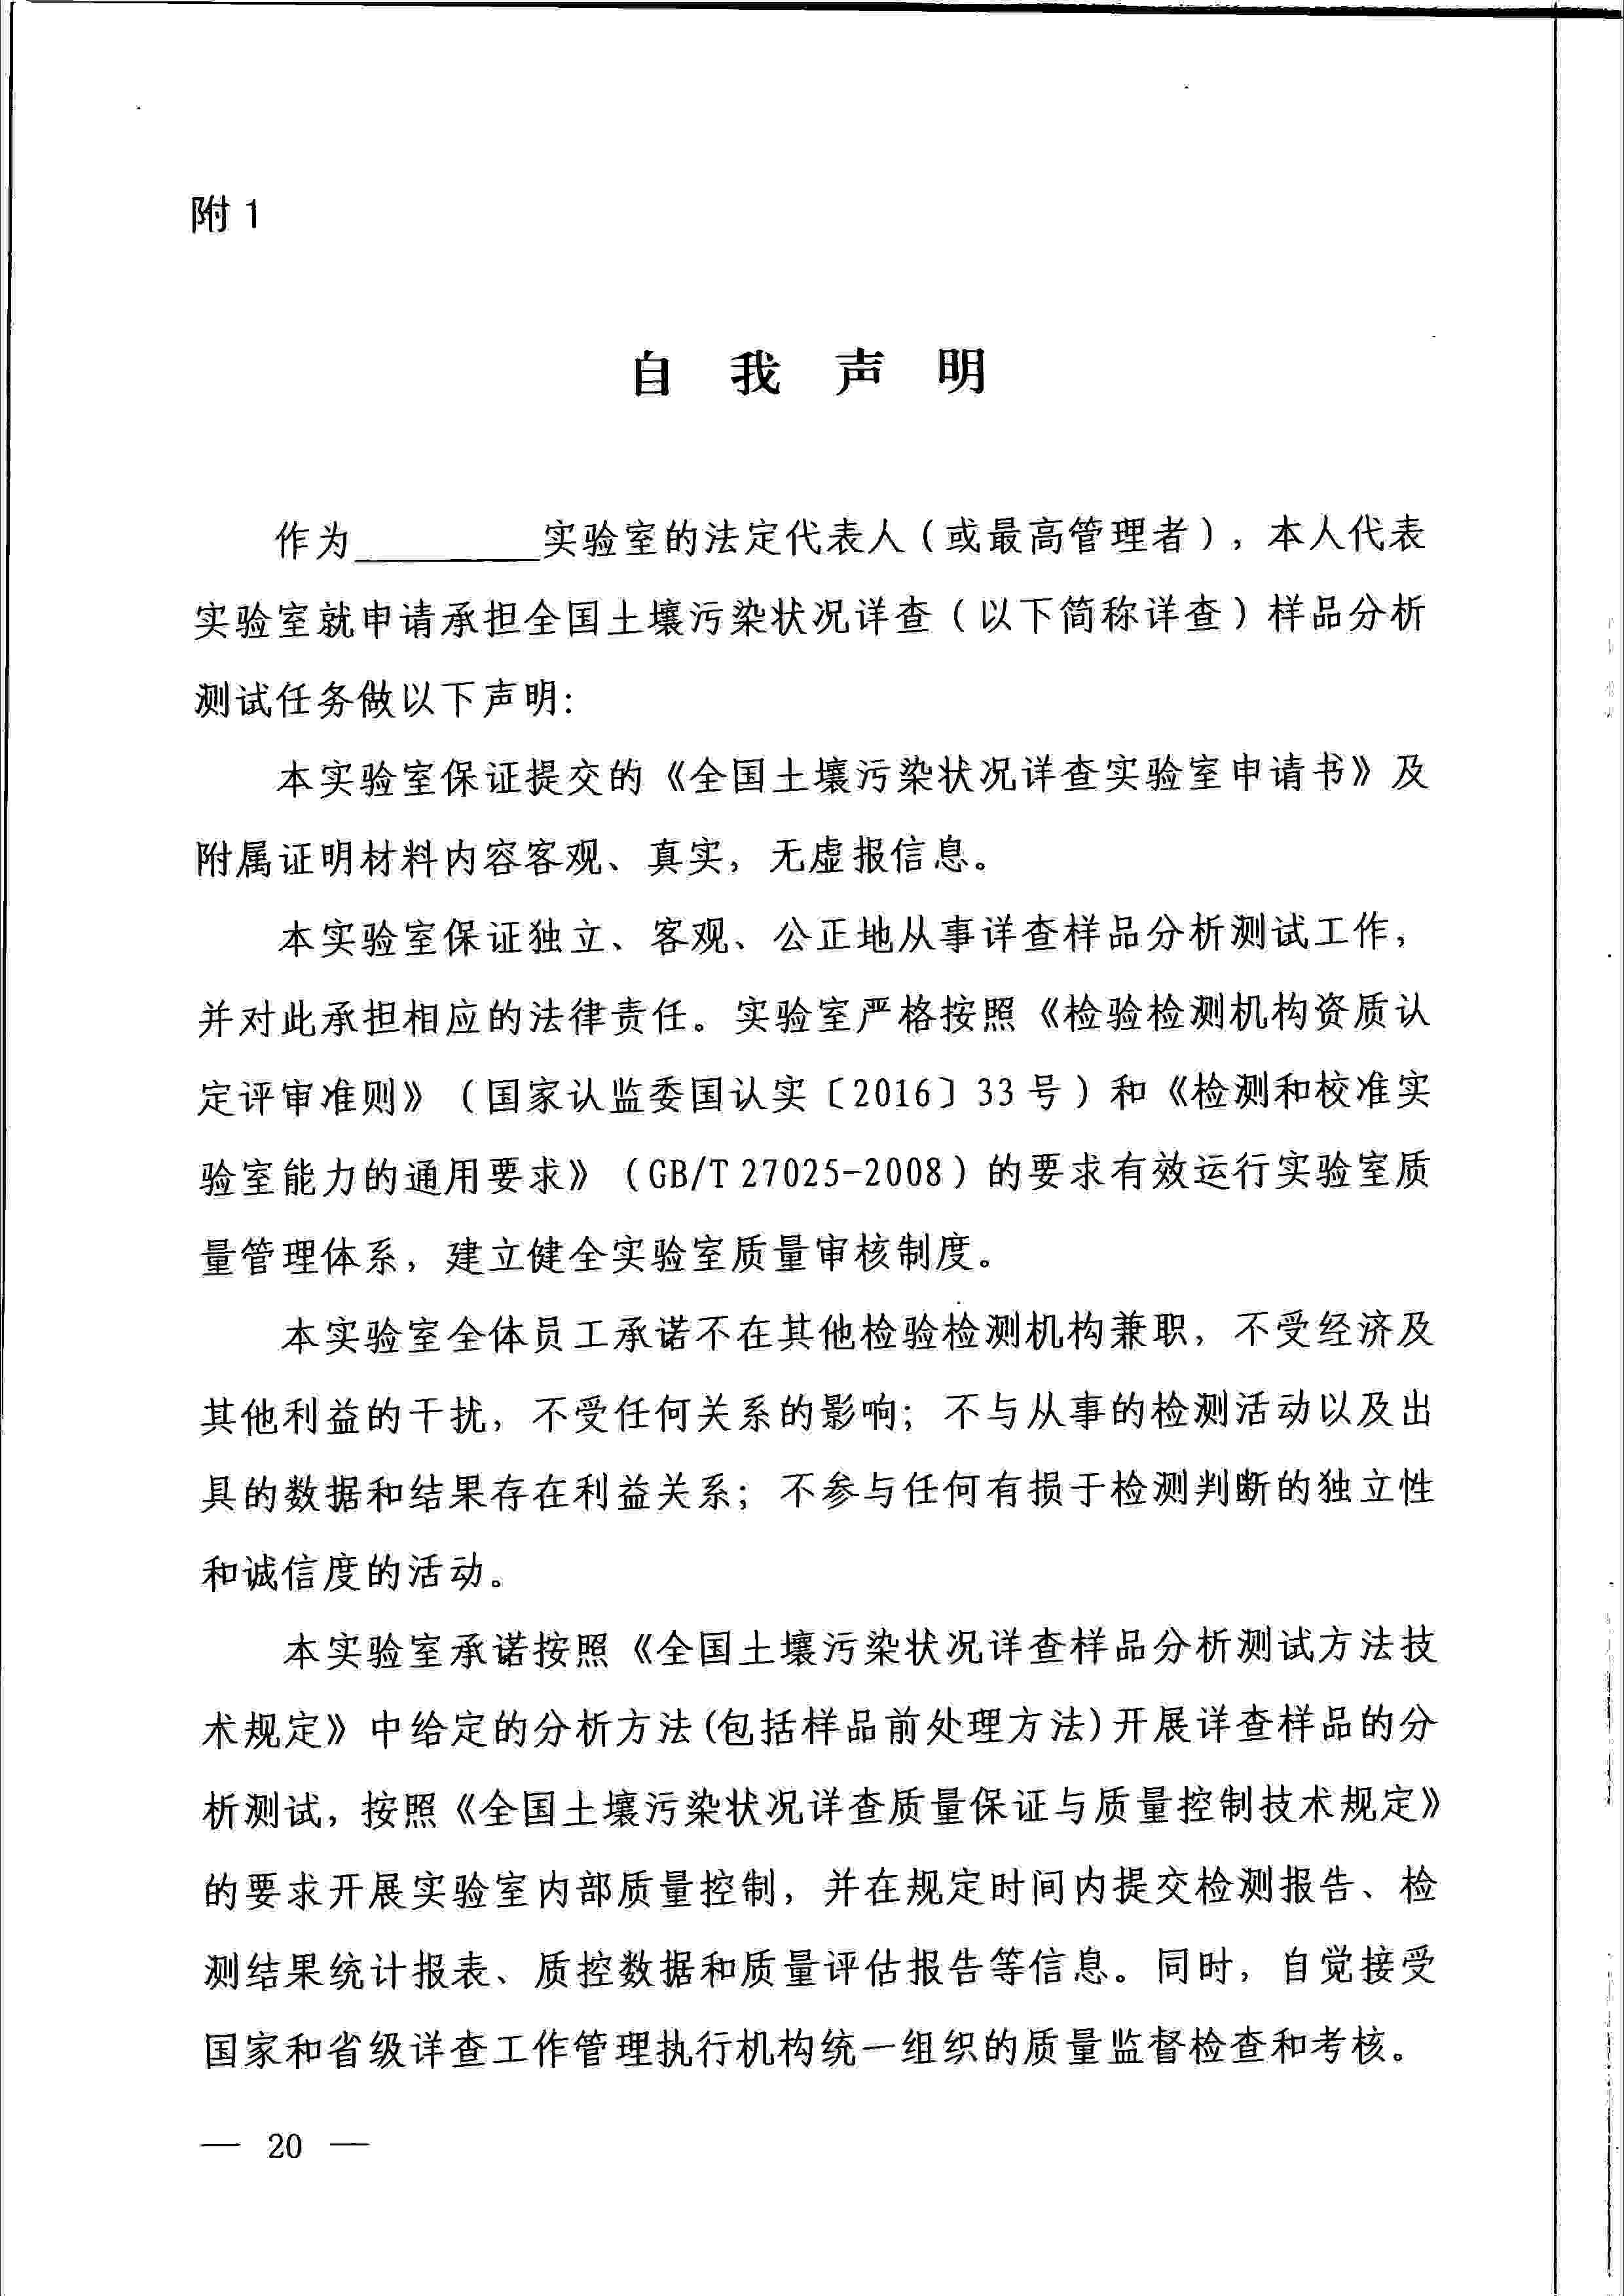 附 1
自 我 声 明
作为_________实验室的法定代表人（或最高管理者），本人代表
实验室就申请承担全国土壤污染状况详查（以下简称详查）样品分析
测试任务做以下声明：
本实验室保证提交的《全国土壤污染状况详查实验室申请书》及
附属证明材料内容客观、真实，无虚报信息。
本实验室保证独立、客观、公正地从事详查样品分析测试工作，
并对此承担相应的法律责任。实验室严格按照《检验检测机构资质认
定评审准则》（国家认监委国认实〔2016〕33 号）和《检测和校准实
验室能力的通用要求》（GB/T 27025-2008）的要求有效运行实验室质
量管理体系，建立健全实验室质量审核制度。
本实验室全体员工承诺不在其他检验检测机构兼职，不受经济及
其他利益的干扰，不受任何关系的影响；不与从事的检测活动以及出
具的数据和结果存在利益关系；不参与任何有损于检测判断的独立性
和诚信度的活动。
本实验室承诺按照《全国土壤污染状况详查样品分析测试方法技
术规定》中给定的分析方法(包括样品前处理方法)开展详查样品的分
析测试，按照《全国土壤污染状况详查质量保证与质量控制技术规定》
的要求开展实验室内部质量控制，并在规定时间内提交检测报告、检
测结果统计报表、质控数据和质量评估报告等信息。同时，自觉接受
国家和省级详查工作管理执行机构统一组织的质量监督检查和考核。
— 20 —